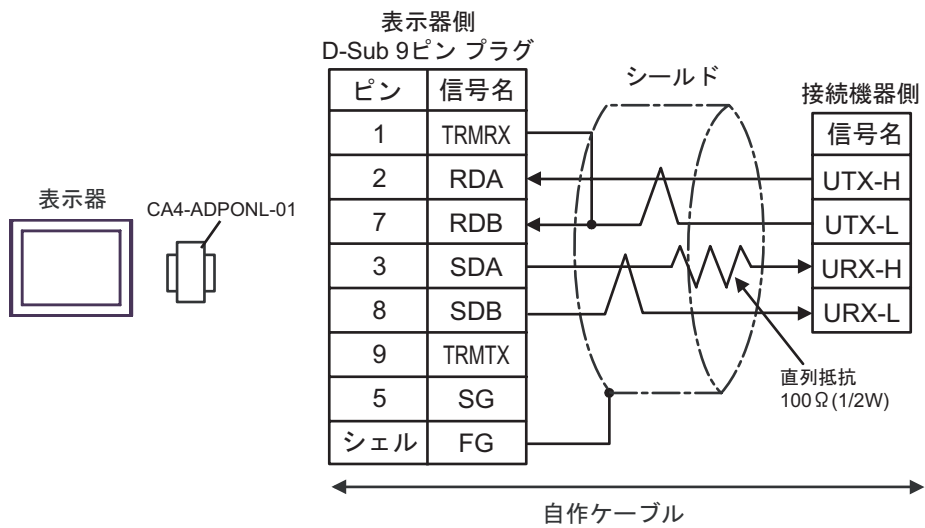 表示器側
D-Sub 9ピン プラグ
ピン 信号名
1 TRMRX
2 RDA
7 RDB
3 SDA
8 SDB
9 TRMTX
5 SG
シェル FG
シールド
接続機器側
信号名
UTX-H
UTX-L
URX-H
URX-L
表示器
CA4-ADPONL-01
直列抵抗
100Ω(1/2W)
自作ケーブル